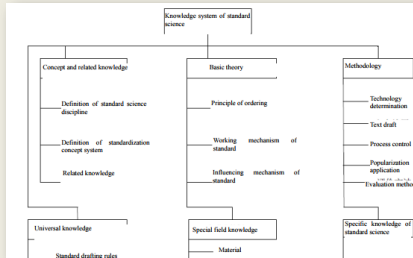 Knowledge system of standard
science
Concept and related knowledge
Definition of standard science
discipline
Definition of standardization
concept system
Related knowledge
Basic theory
Principle of ordering
Working mechanism of
standard
Influencing mechanism of
standard
Methodology
Technology
determination
Text draft
Process control
Popularization
application
Evaluation metho
Universal knowledge
Standard drafting rules
Special field knowledge
Material
Specific knowledge of
standard science